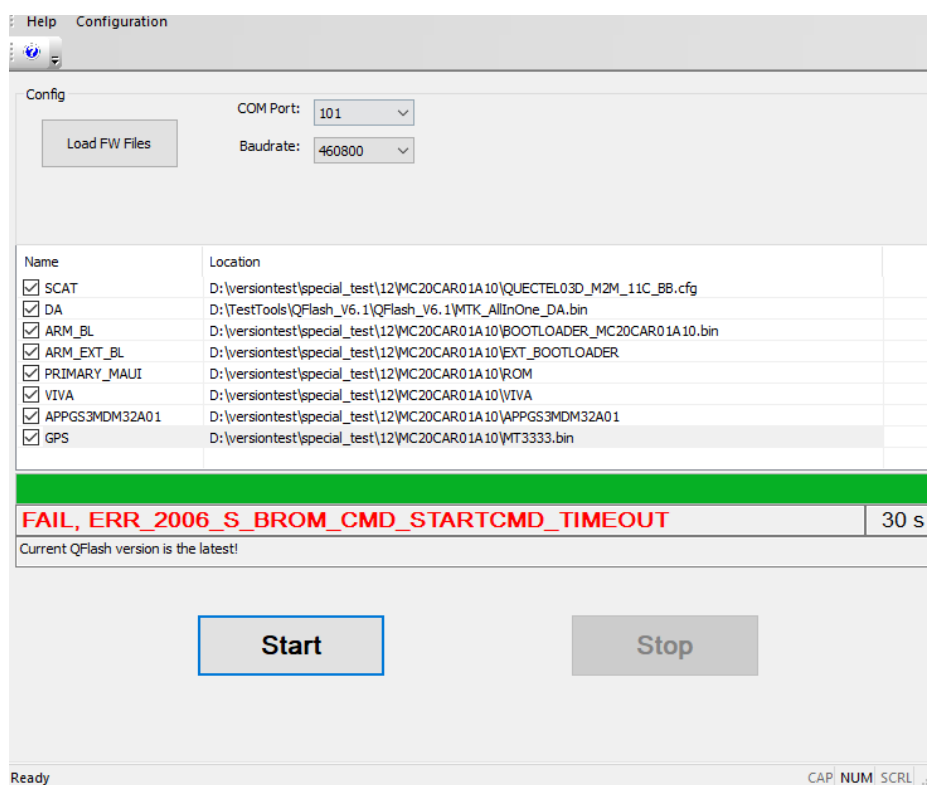 Help Configuration
Config
COM Port: 101
Load FW Files
Baudrate: 460800
Name Location
SCAT D:\versiontest\special_test\12\MC20CAR01A10\QUECTEL03D_M2M_11C_BB.cfg
DA D:\TestTools\QFlash_V6.1\QFlash_V6.1\MTK_AllInOne_DA.bin
ARM_BL D:\versiontest\special_test\12\MC20CAR01A10\BOOTLOADER_MC20CAR01A10.bin
ARM_EXT_BL D:\versiontest\special_test\12\MC20CAR01A10\EXT_BOOTLOADER
PRIMARY_MAUI D:\versiontest\special_test\12\MC20CAR01A10\ROM
VIVA D:\versiontest\special_test\12\MC20CAR01A10\VIVA
APPGS3MDM32A01 D:\versiontest\special_test\12\MC20CAR01A10\APPGS3MDM32A01
GPS D:\versiontest\special_test\12\MC20CAR01A10\MT3333.bin
FAIL, ERR_2006_S_BROM_CMD_STARTCMD_TIMEOUT 30 s
Current QFlash version is the latest!
Start Stop
Ready CAP NUM SCRL